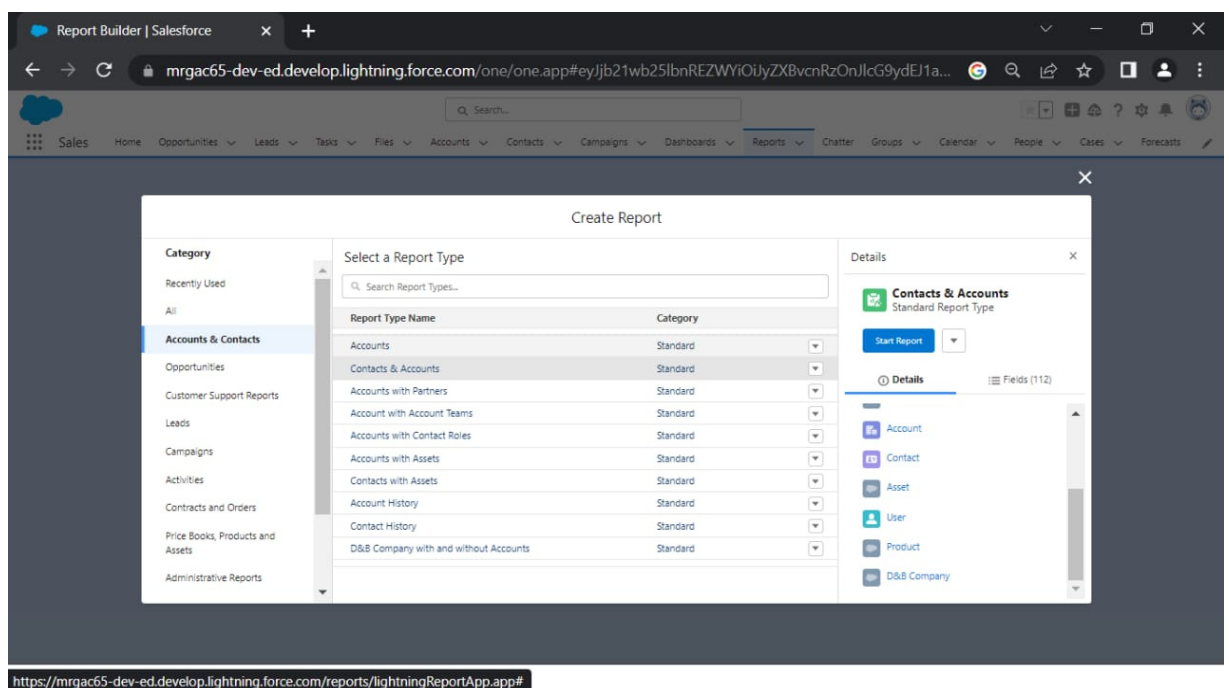 Report Builder | Salesforce
mrgac65-dev-ed.develop.lightning.force.com/one/one.app#eyJjb21wb25lbnREZWYiOiJyZXBvcnRzOnJlcG9ydEJ1a...
Search...
Sales Home Opportunities Leads Tasks Files Accounts Contacts Campaigns Dashboards Reports Chatter Groups Calendar People Cases Forecasts
Create Report
Category
Recently Used
All
Accounts & Contacts
Opportunities
Customer Support Reports
Leads
Campaigns
Activities
Contracts and Orders
Price Books, Products and
Assets
Administrative Reports
Select a Report Type
Search Report Types...
Report Type Name Category
Accounts Standard
Contacts & Accounts Standard
Accounts with Partners Standard
Account with Account Teams Standard
Accounts with Contact Roles Standard
Accounts with Assets Standard
Contacts with Assets Standard
Account History Standard
Contact History Standard
D&B Company with and without Accounts Standard
Details
Contacts & Accounts
Standard Report Type
Start Report
Details Fields (112)
Account
Contact
Asset
User
Product
D&B Company
https://mrgac65-dev-ed.develop.lightning.force.com/reports/lightningReportApp.app#